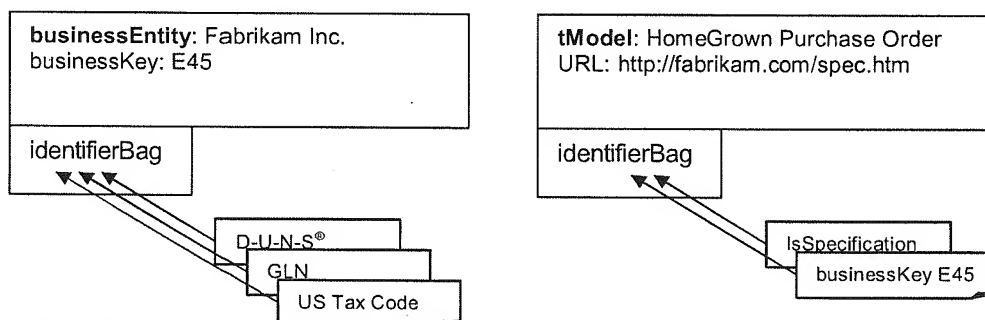 businessEntity: Fabrikam Inc.
businessKey: E45
identifierBag
D-U-N-S®
GLN
US Tax Code
tModel: HomeGrown Purchase Order
URL: http://fabrikam.com/spec.htm
identifierBag
IsSpecification
businessKey E45